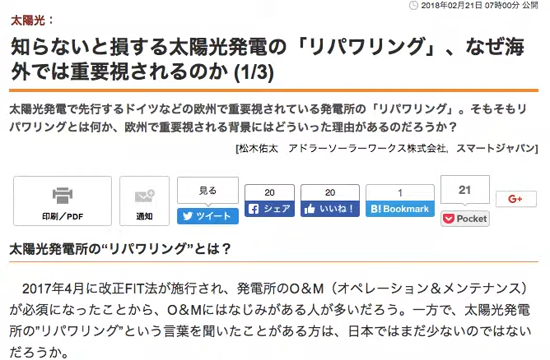 2018年02月21日 07時00分 公開
太陽光：
知らないと損する太陽光発電の「リパワリング」、なぜ海
外では重要視されるのか (1/3)
太陽光発電で先行するドイツなどの欧州で重要視されている発電所の「リパワリング」。そもそもリ
パワリングとは何か、欧州で重要視される背景にはどういった理由があるのだろうか？
[松木佑太　アドラーソーラーワークス株式会社，スマートジャパン]
印刷／PDF
通知
見る
ツイート
20
シェア
20
いいね！
1
B!Bookmark
21
Pocket
G+
太陽光発電所の“リパワリング”とは？
2017年4月に改正FIT法が施行され、発電所のO＆M（オペレーション＆メンテナンス）
が必須になったことから、O＆Mにはなじみがある人が多いだろう。一方で、太陽光発電
所の”リパワリング”という言葉を聞いたことがある方は、日本ではまだ少ないのではない
だろうか。